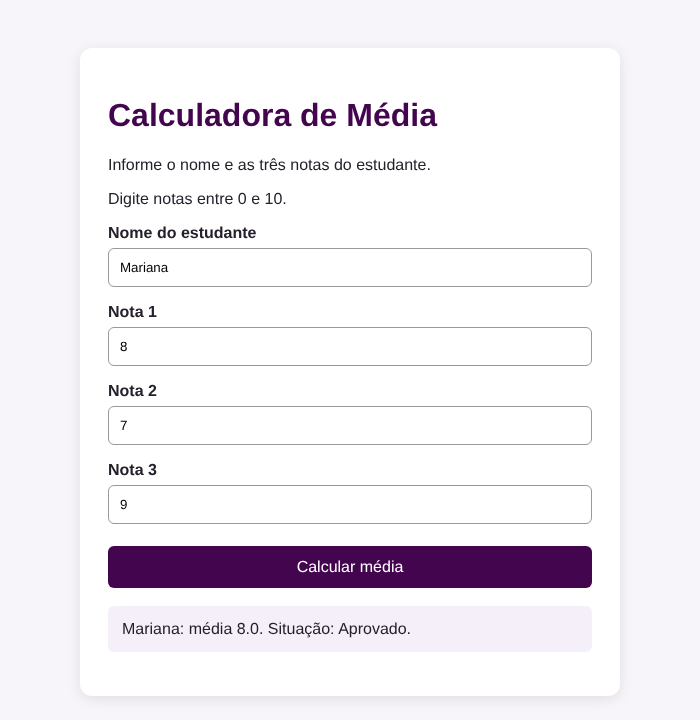 Calculadora de Média
Informe o nome e as três notas do estudante.
Digite notas entre 0 e 10.
Nome do estudante
Mariana
Nota 1
8
Nota 2
7
Nota 3
9
Calcular média
Mariana: média 8.0. Situação: Aprovado.